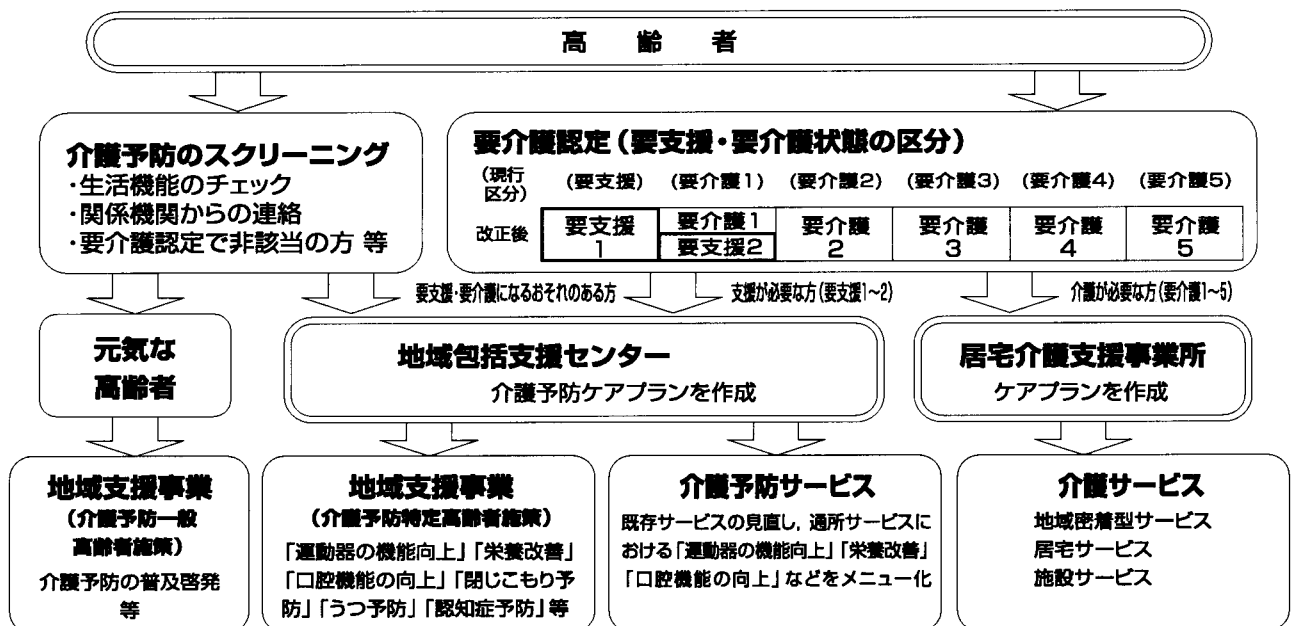 高齢者
介護予防のスクリーニング
・生活機能のチェック
・関係機関からの連絡
・要介護認定で非該当の方 等
要介護認定(要支援・要介護状態の区分)
(現行区分) (要支援) (要介護1) (要介護2) (要介護3) (要介護4) (要介護5)
改正後 要支援1 要介護1 要支援2 要介護2 要介護3 要介護4 要介護5
要支援・要介護になるおそれのある方
支援が必要な方(要支援1~2)
介護が必要な方(要介護1~5)
元気な
高齢者
地域包括支援センター
介護予防ケアプランを作成
居宅介護支援事業所
ケアプランを作成
地域支援事業
(介護予防一般
高齢者施策)
介護予防の普及啓発
等
地域支援事業
(介護予防特定高齢者施策)
「運動器の機能向上」「栄養改善」
「口腔機能の向上」「閉じこもり予
防」「うつ予防」「認知症予防」等
介護予防サービス
既存サービスの見直し,通所サービスに
おける「運動器の機能向上」「栄養改善」
「口腔機能の向上」などをメニュー化
介護サービス
地域密着型サービス
居宅サービス
施設サービス